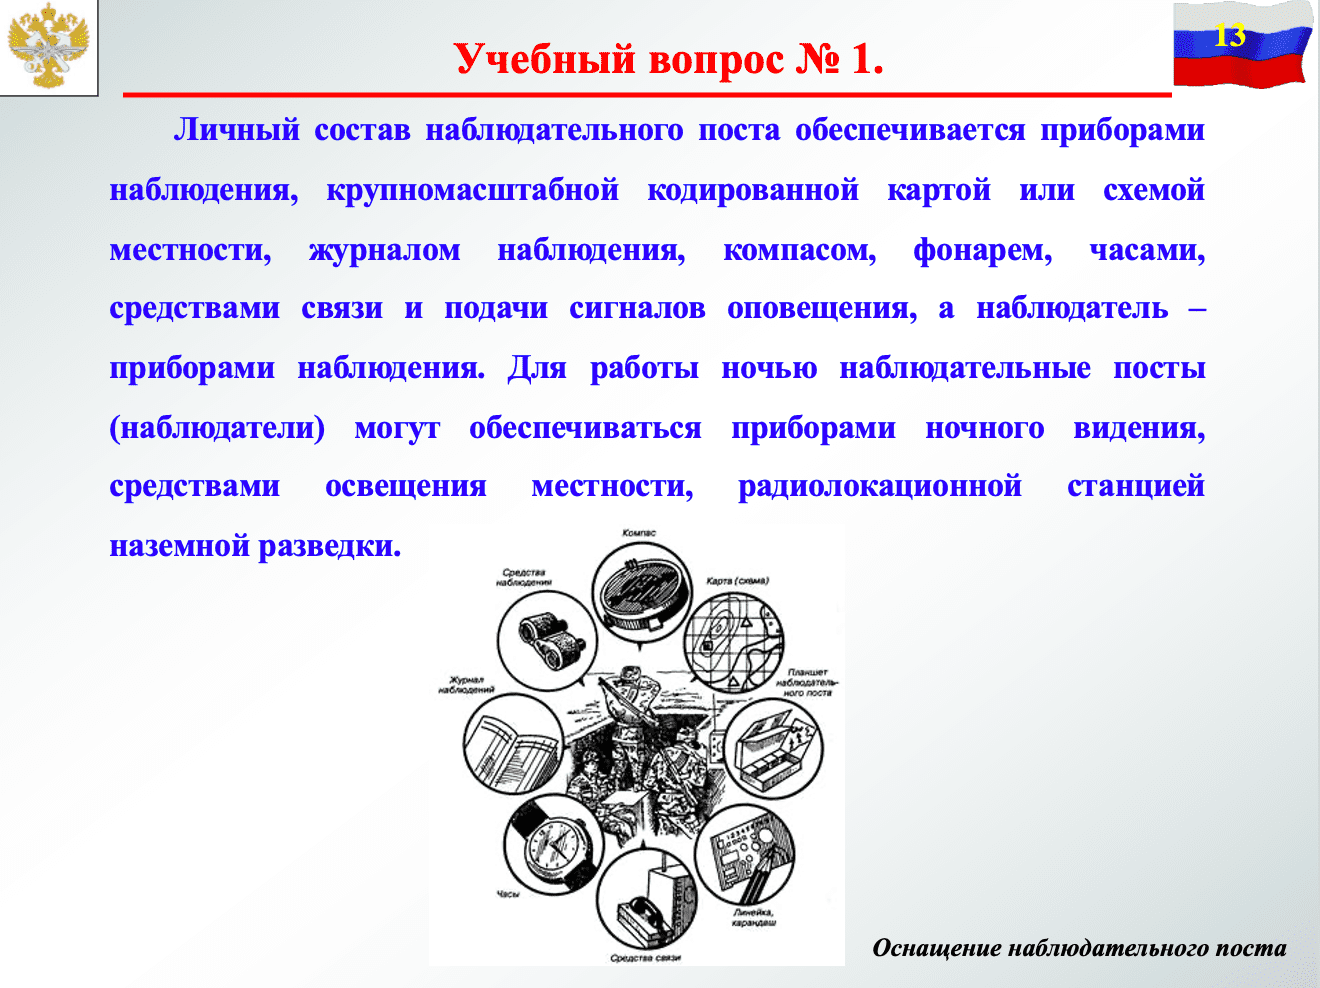 13
Учебный вопрос № 1.
Личный состав наблюдательного поста обеспечивается приборами
наблюдения, крупномасштабной кодированной картой или схемой
местности, журналом наблюдения, компасом, фонарем, часами,
средствами связи и подачи сигналов оповещения, а наблюдатель –
приборами наблюдения. Для работы ночью наблюдательные посты
(наблюдатели) могут обеспечиваться приборами ночного видения,
средствами освещения местности, радиолокационной станцией
наземной разведки.
Компас
Средства
наблюдения
Карта (схема)
Журнал
наблюдений
Планшет
наблюдатель-
ного поста
Часы
Линейка,
карандаш
Средства связи
Оснащение наблюдательного поста